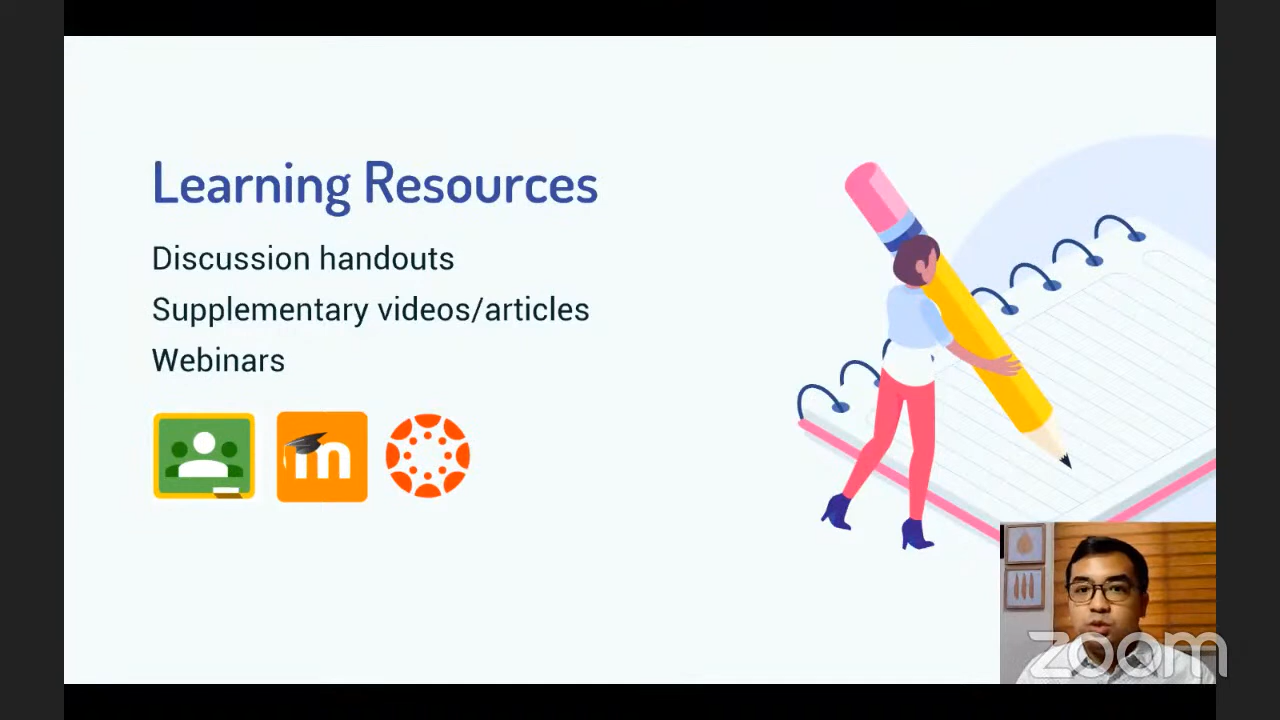 Learning Resources
Discussion handouts
Supplementary videos/articles
Webinars
m
zoom